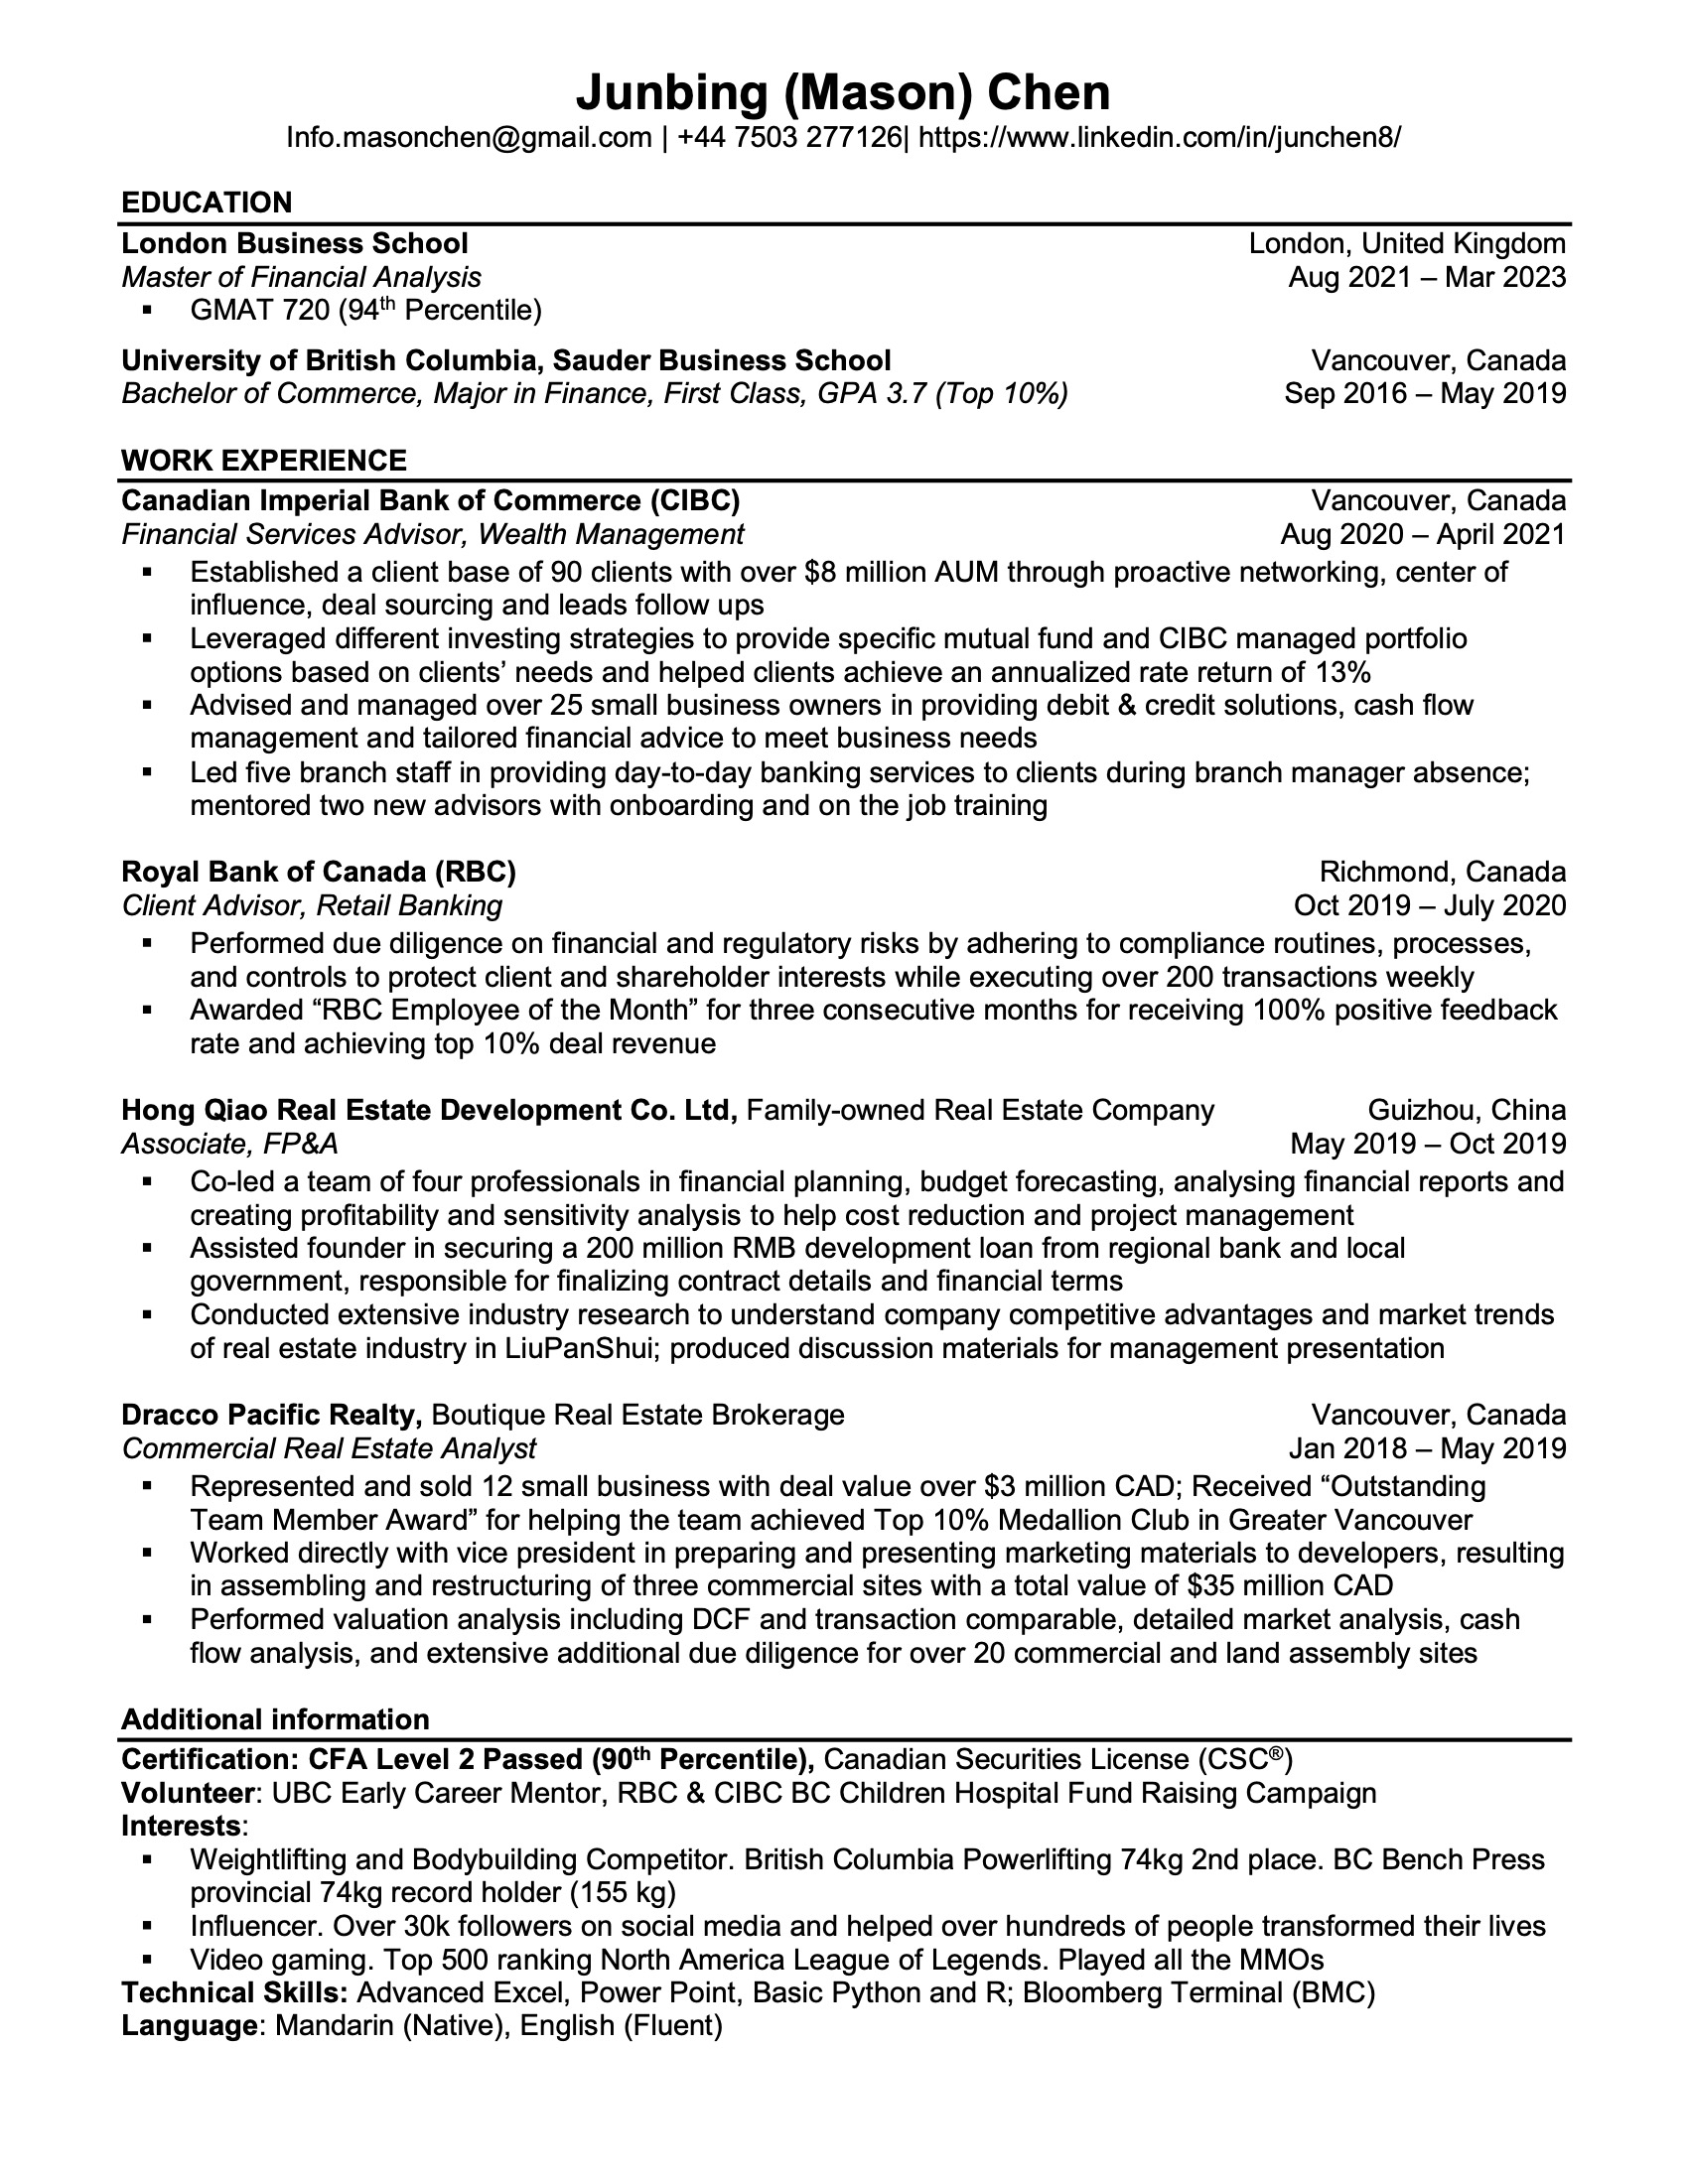 Junbing (Mason) Chen
Info.masonchen@gmail.com | +44 7503 277126| https://www.linkedin.com/in/junchen8/
EDUCATION
London Business School London, United Kingdom
Master of Financial Analysis Aug 2021 – Mar 2023
▪ GMAT 720 (94th Percentile)
University of British Columbia, Sauder Business School Vancouver, Canada
Bachelor of Commerce, Major in Finance, First Class, GPA 3.7 (Top 10%) Sep 2016 – May 2019
WORK EXPERIENCE
Canadian Imperial Bank of Commerce (CIBC) Vancouver, Canada
Financial Services Advisor, Wealth Management Aug 2020 – April 2021
▪ Established a client base of 90 clients with over $8 million AUM through proactive networking, center of
influence, deal sourcing and leads follow ups
▪ Leveraged different investing strategies to provide specific mutual fund and CIBC managed portfolio
options based on clients’ needs and helped clients achieve an annualized rate return of 13%
▪ Advised and managed over 25 small business owners in providing debit & credit solutions, cash flow
management and tailored financial advice to meet business needs
▪ Led five branch staff in providing day-to-day banking services to clients during branch manager absence;
mentored two new advisors with onboarding and on the job training
Royal Bank of Canada (RBC) Richmond, Canada
Client Advisor, Retail Banking Oct 2019 – July 2020
▪ Performed due diligence on financial and regulatory risks by adhering to compliance routines, processes,
and controls to protect client and shareholder interests while executing over 200 transactions weekly
▪ Awarded “RBC Employee of the Month” for three consecutive months for receiving 100% positive feedback
rate and achieving top 10% deal revenue
Hong Qiao Real Estate Development Co. Ltd, Family-owned Real Estate Company Guizhou, China
Associate, FP&A May 2019 – Oct 2019
▪ Co-led a team of four professionals in financial planning, budget forecasting, analysing financial reports and
creating profitability and sensitivity analysis to help cost reduction and project management
▪ Assisted founder in securing a 200 million RMB development loan from regional bank and local
government, responsible for finalizing contract details and financial terms
▪ Conducted extensive industry research to understand company competitive advantages and market trends
of real estate industry in LiuPanShui; produced discussion materials for management presentation
Dracco Pacific Realty, Boutique Real Estate Brokerage Vancouver, Canada
Commercial Real Estate Analyst Jan 2018 – May 2019
▪ Represented and sold 12 small business with deal value over $3 million CAD; Received “Outstanding
Team Member Award” for helping the team achieved Top 10% Medallion Club in Greater Vancouver
▪ Worked directly with vice president in preparing and presenting marketing materials to developers, resulting
in assembling and restructuring of three commercial sites with a total value of $35 million CAD
▪ Performed valuation analysis including DCF and transaction comparable, detailed market analysis, cash
flow analysis, and extensive additional due diligence for over 20 commercial and land assembly sites
Additional information
Certification: CFA Level 2 Passed (90th Percentile), Canadian Securities License (CSC®)
Volunteer: UBC Early Career Mentor, RBC & CIBC BC Children Hospital Fund Raising Campaign
Interests:
▪ Weightlifting and Bodybuilding Competitor. British Columbia Powerlifting 74kg 2nd place. BC Bench Press
provincial 74kg record holder (155 kg)
▪ Influencer. Over 30k followers on social media and helped over hundreds of people transformed their lives
▪ Video gaming. Top 500 ranking North America League of Legends. Played all the MMOs
Technical Skills: Advanced Excel, Power Point, Basic Python and R; Bloomberg Terminal (BMC)
Language: Mandarin (Native), English (Fluent)